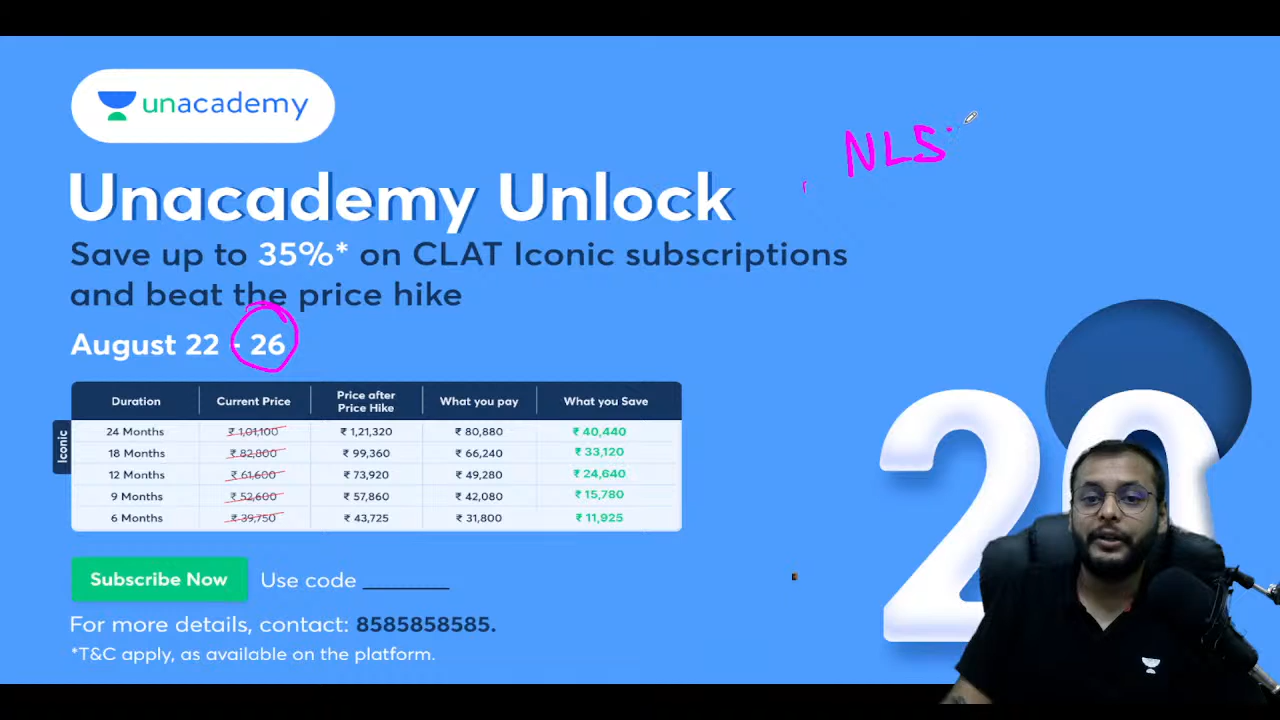 unacademy
NLS
Unacademy Unlock
Save up to 35%* on CLAT Iconic subscriptions
and beat the price hike
August 22 - 26
Duration Current Price Price after Price Hike What you pay What you Save
Iconic
24 Months ₹ 1,01,100 ₹ 1,21,320 ₹ 80,880 ₹ 40,440
18 Months ₹ 82,800 ₹ 99,360 ₹ 66,240 ₹ 33,120
12 Months ₹ 61,600 ₹ 73,920 ₹ 49,280 ₹ 24,640
9 Months ₹ 52,600 ₹ 57,860 ₹ 42,080 ₹ 15,780
6 Months ₹ 39,750 ₹ 43,725 ₹ 31,800 ₹ 11,925
Subscribe Now Use code
For more details, contact: 8585858585.
*T&C apply, as available on the platform.